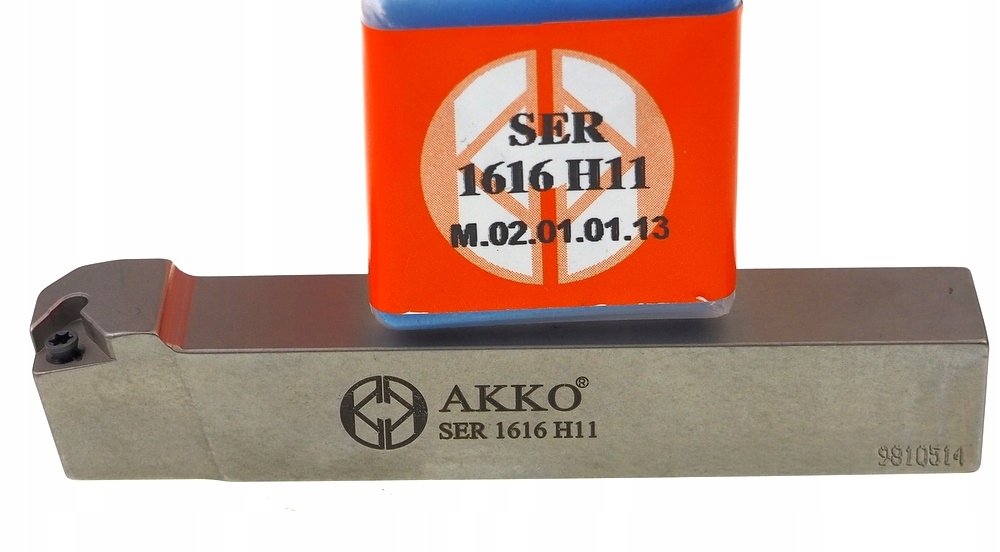 SER
1616 H11
M.02.01.01.13
AKKO®
SER 1616 H11
9810514